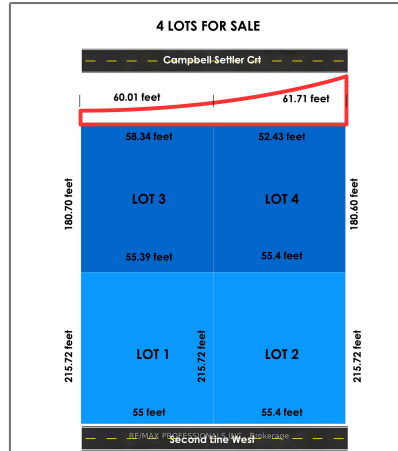 4 LOTS FOR SALE
Campbell Settler Crt
60.01 feet
61.71 feet
58.34 feet
52.43 feet
180.70 feet
LOT 3
LOT 4
180.60 feet
55.39 feet
55.4 feet
215.72 feet
LOT 1
215.72 feet
LOT 2
215.72 feet
55 feet
55.4 feet
RE/MAX PROFESSIONALS INC., Brokerage
Second Line West